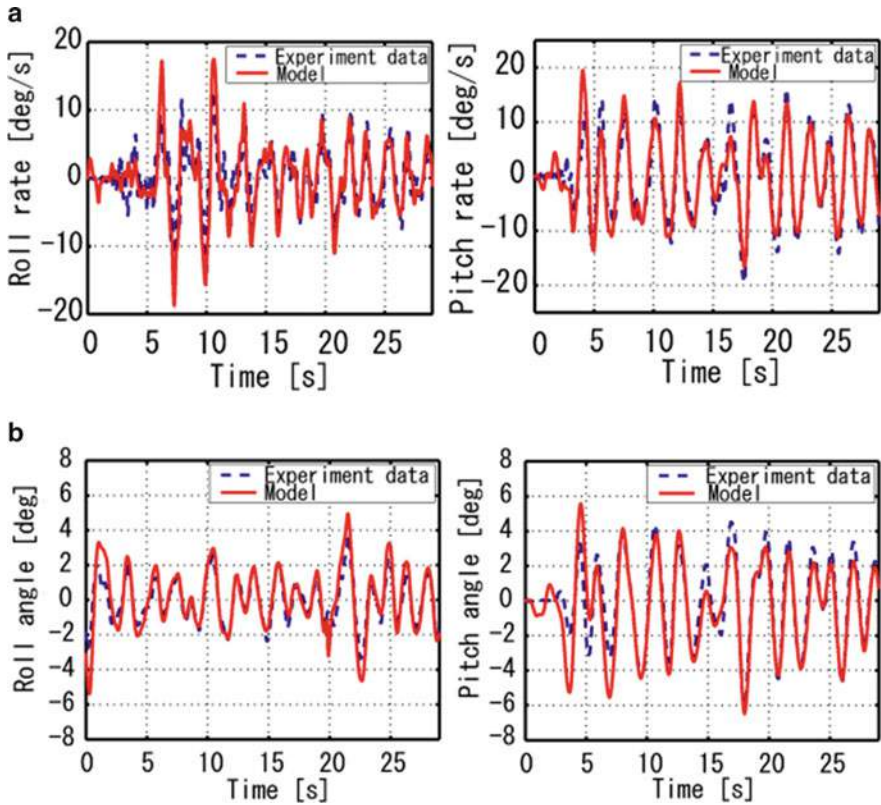 a
Roll rate [deg/s]
20
10
0
-10
-20
Experiment data
Model
0 5 10 15 20 25
Time [s]
Pitch rate [deg/s]
20
10
0
-10
-20
Experiment data
Model
0 5 10 15 20 25
Time [s]
b
Roll angle [deg]
8
6
4
2
0
-2
-4
-6
-8
Experiment data
Model
0 5 10 15 20 25
Time [s]
Pitch angle [deg]
8
6
4
2
0
-2
-4
-6
-8
Experiment data
Model
0 5 10 15 20 25
Time [s]